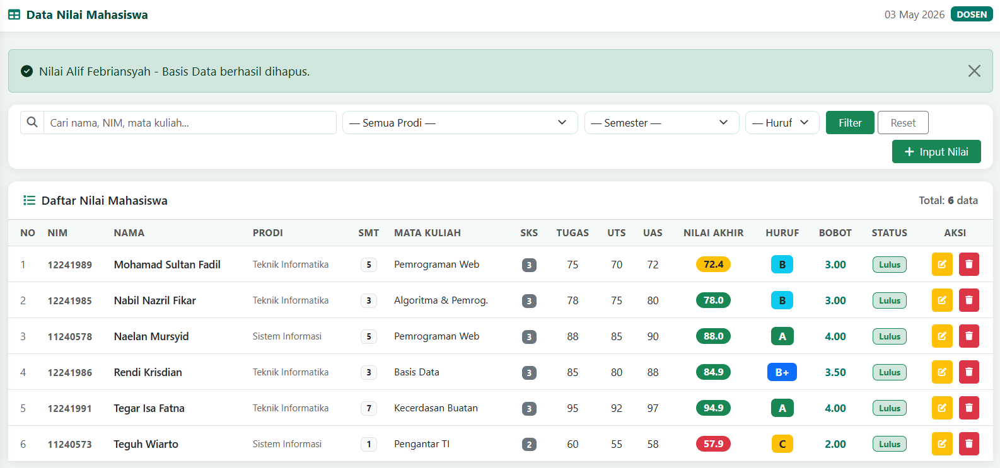 Data Nilai Mahasiswa
03 May 2026 DOSEN
Nilai Alif Febriansyah - Basis Data berhasil dihapus.
Cari nama, NIM, mata kuliah... — Semua Prodi — — Semester — — Huruf Filter Reset
+ Input Nilai
Daftar Nilai Mahasiswa
Total: 6 data
NO NIM NAMA PRODI SMT MATA KULIAH SKS TUGAS UTS UAS NILAI AKHIR HURUF BOBOT STATUS AKSI
1 12241989 Mohamad Sultan Fadil Teknik Informatika 5 Pemrograman Web 3 75 70 72 72.4 B 3.00 Lulus
2 12241985 Nabil Nazril Fikar Teknik Informatika 3 Algoritma & Pemrog. 3 78 75 80 78.0 B 3.00 Lulus
3 11240578 Naelan Mursyid Sistem Informasi 5 Pemrograman Web 3 88 85 90 88.0 A 4.00 Lulus
4 12241986 Rendi Krisdian Teknik Informatika 3 Basis Data 3 85 80 88 84.9 B+ 3.50 Lulus
5 12241991 Tegar Isa Fatna Teknik Informatika 7 Kecerdasan Buatan 3 95 92 97 94.9 A 4.00 Lulus
6 11240573 Teguh Wiarto Sistem Informasi 1 Pengantar TI 2 60 55 58 57.9 C 2.00 Lulus